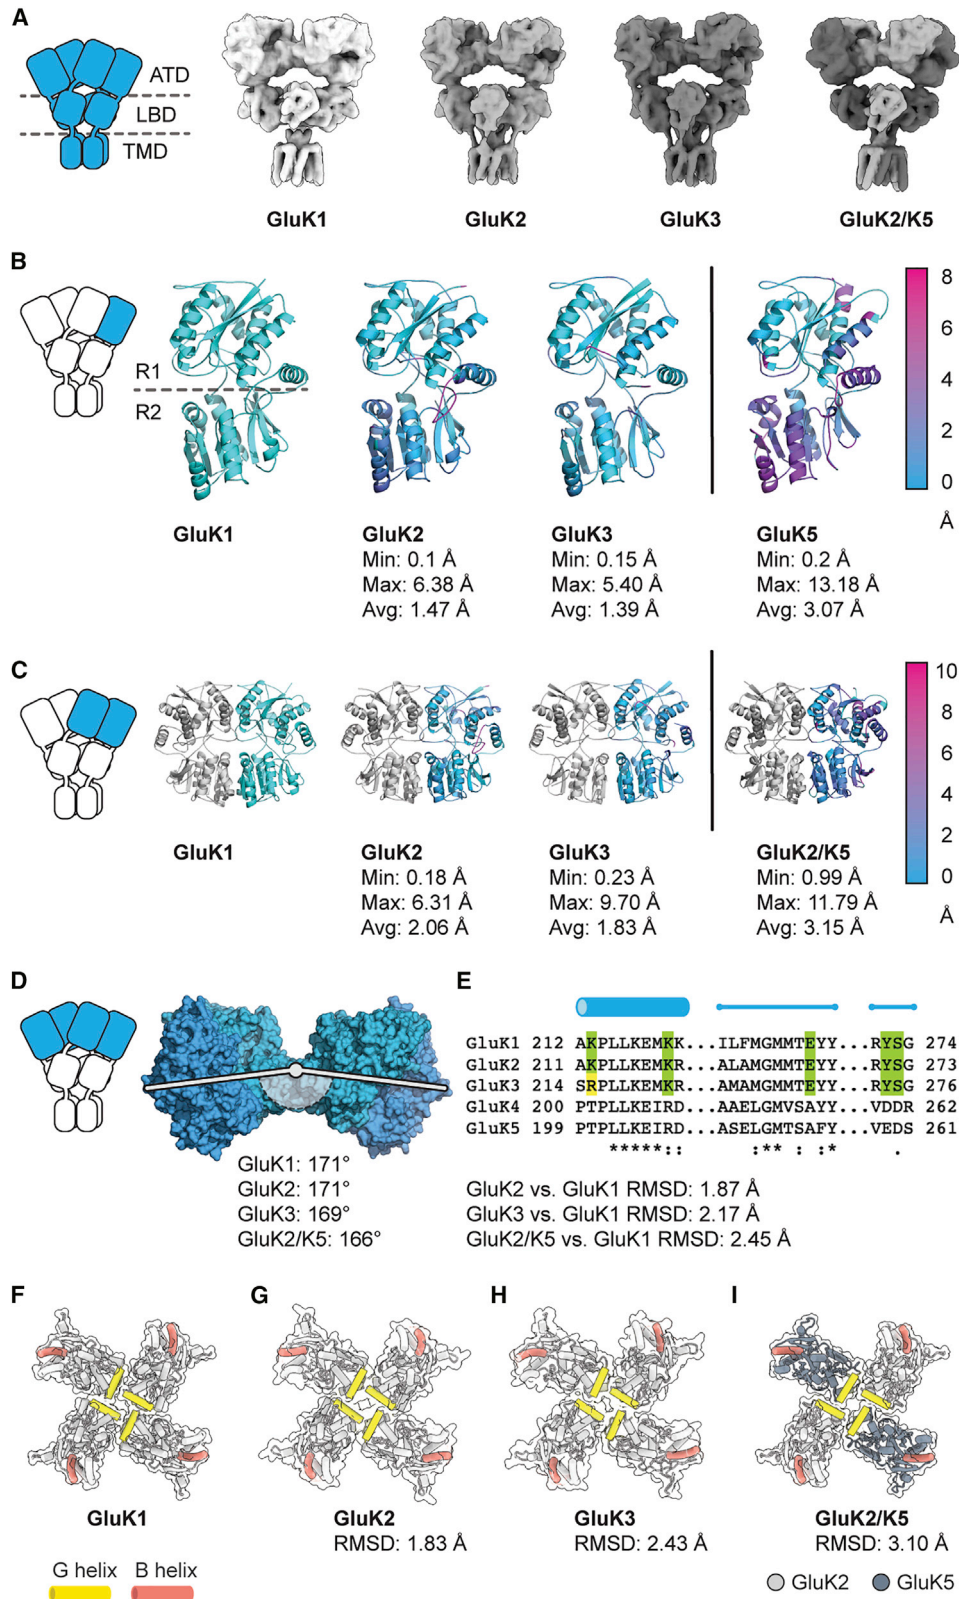 A
ATD
LBD
TMD
GluK1
GluK2
GluK3
GluK2/K5
B
R1
R2
8
6
4
2
0
Å
GluK1
GluK2
Min: 0.1 Å
Max: 6.38 Å
Avg: 1.47 Å
GluK3
Min: 0.15 Å
Max: 5.40 Å
Avg: 1.39 Å
GluK5
Min: 0.2 Å
Max: 13.18 Å
Avg: 3.07 Å
C
10
8
6
4
2
0
Å
GluK1
GluK2
Min: 0.18 Å
Max: 6.31 Å
Avg: 2.06 Å
GluK3
Min: 0.23 Å
Max: 9.70 Å
Avg: 1.83 Å
GluK2/K5
Min: 0.99 Å
Max: 11.79 Å
Avg: 3.15 Å
D
GluK1: 171°
GluK2: 171°
GluK3: 169°
GluK2/K5: 166°
E
GluK1 212 AKPLLKEMKK...ILFMGMMTEYY...RYSG 274
GluK2 211 AKPLLKEMKR...ALAMGMMTEYY...RYSG 273
GluK3 214 SRPLLKEMKR...AMAMGMMTEYY...RYSG 276
GluK4 200 PTPLLKEIRD...AAELGMVSAYY...VDDR 262
GluK5 199 PTPLLKEIRD...ASELGMTSAFY...VEDS 261
*****:: :** : :* .
GluK2 vs. GluK1 RMSD: 1.87 Å
GluK3 vs. GluK1 RMSD: 2.17 Å
GluK2/K5 vs. GluK1 RMSD: 2.45 Å
F
GluK1
G
GluK2
RMSD: 1.83 Å
H
GluK3
RMSD: 2.43 Å
I
GluK2/K5
RMSD: 3.10 Å
G helix
B helix
GluK2
GluK5